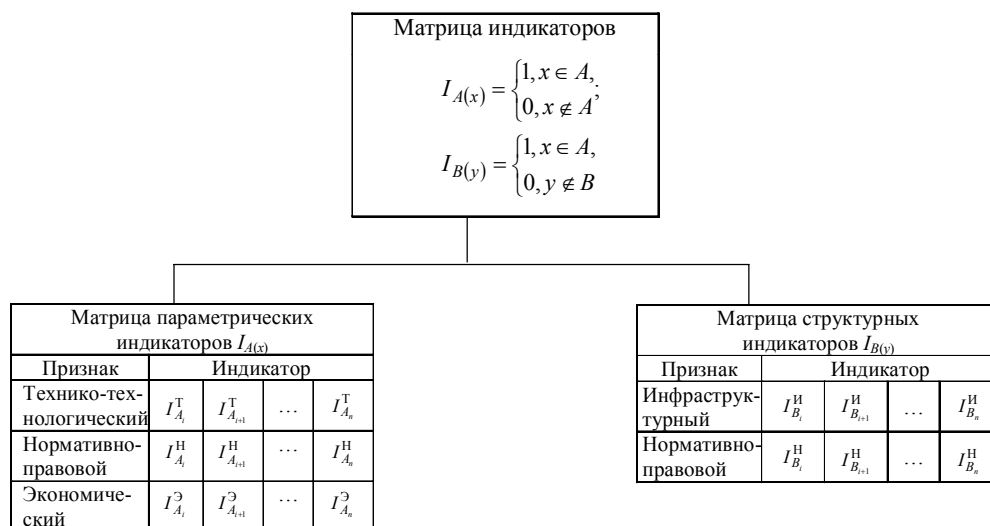 Матрица индикаторов
I_{A(x)} = {1, x ∈ A,
0, x ∉ A;
I_{B(y)} = {1, x ∈ A,
0, y ∉ B
Матрица параметрических
индикаторов I_{A(x)}
Признак Индикатор
Технико-тех-
нологический I^Т_{A_i} I^Т_{A_{i+1}} … I^Т_{A_n}
Нормативно-
правовой I^Н_{A_i} I^Н_{A_{i+1}} … I^Н_{A_n}
Экономиче-
ский I^Э_{A_i} I^Э_{A_{i+1}} … I^Э_{A_n}
Матрица структурных
индикаторов I_{B(y)}
Признак Индикатор
Инфраструк-
турный I^И_{B_i} I^И_{B_{i+1}} … I^И_{B_n}
Нормативно-
правовой I^Н_{B_i} I^Н_{B_{i+1}} … I^Н_{B_n}